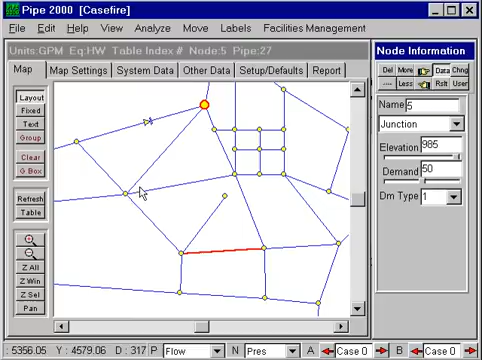 Pipe 2000 [Casefire]
File Edit View Analyze Move Labels Facilities Management
Units:GPM Eq:HW Table Index # Node:5 Pipe:27
Node Information
Map Map Settings System Data Other Data Setup/Defaults Report
Del More Data Chng
---- Less Rslt User
Layout
Fixed
Text
Group
Clear
G Box
Refresh
Table
Z All
Z Win
Z Sel
Pan
Name 5
Junction
Elevation 985
Demand 50
Dm Type 1
X : 5356.05 Y : 4579.06 D : 317 P Flow N Pres A Case 0 B Case 0